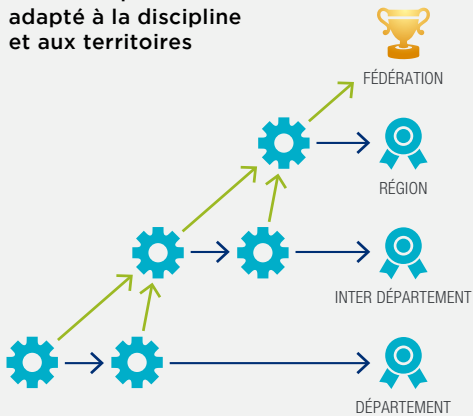 adapté à la discipline
et aux territoires
FÉDÉRATION
RÉGION
INTER DÉPARTEMENT
DÉPARTEMENT